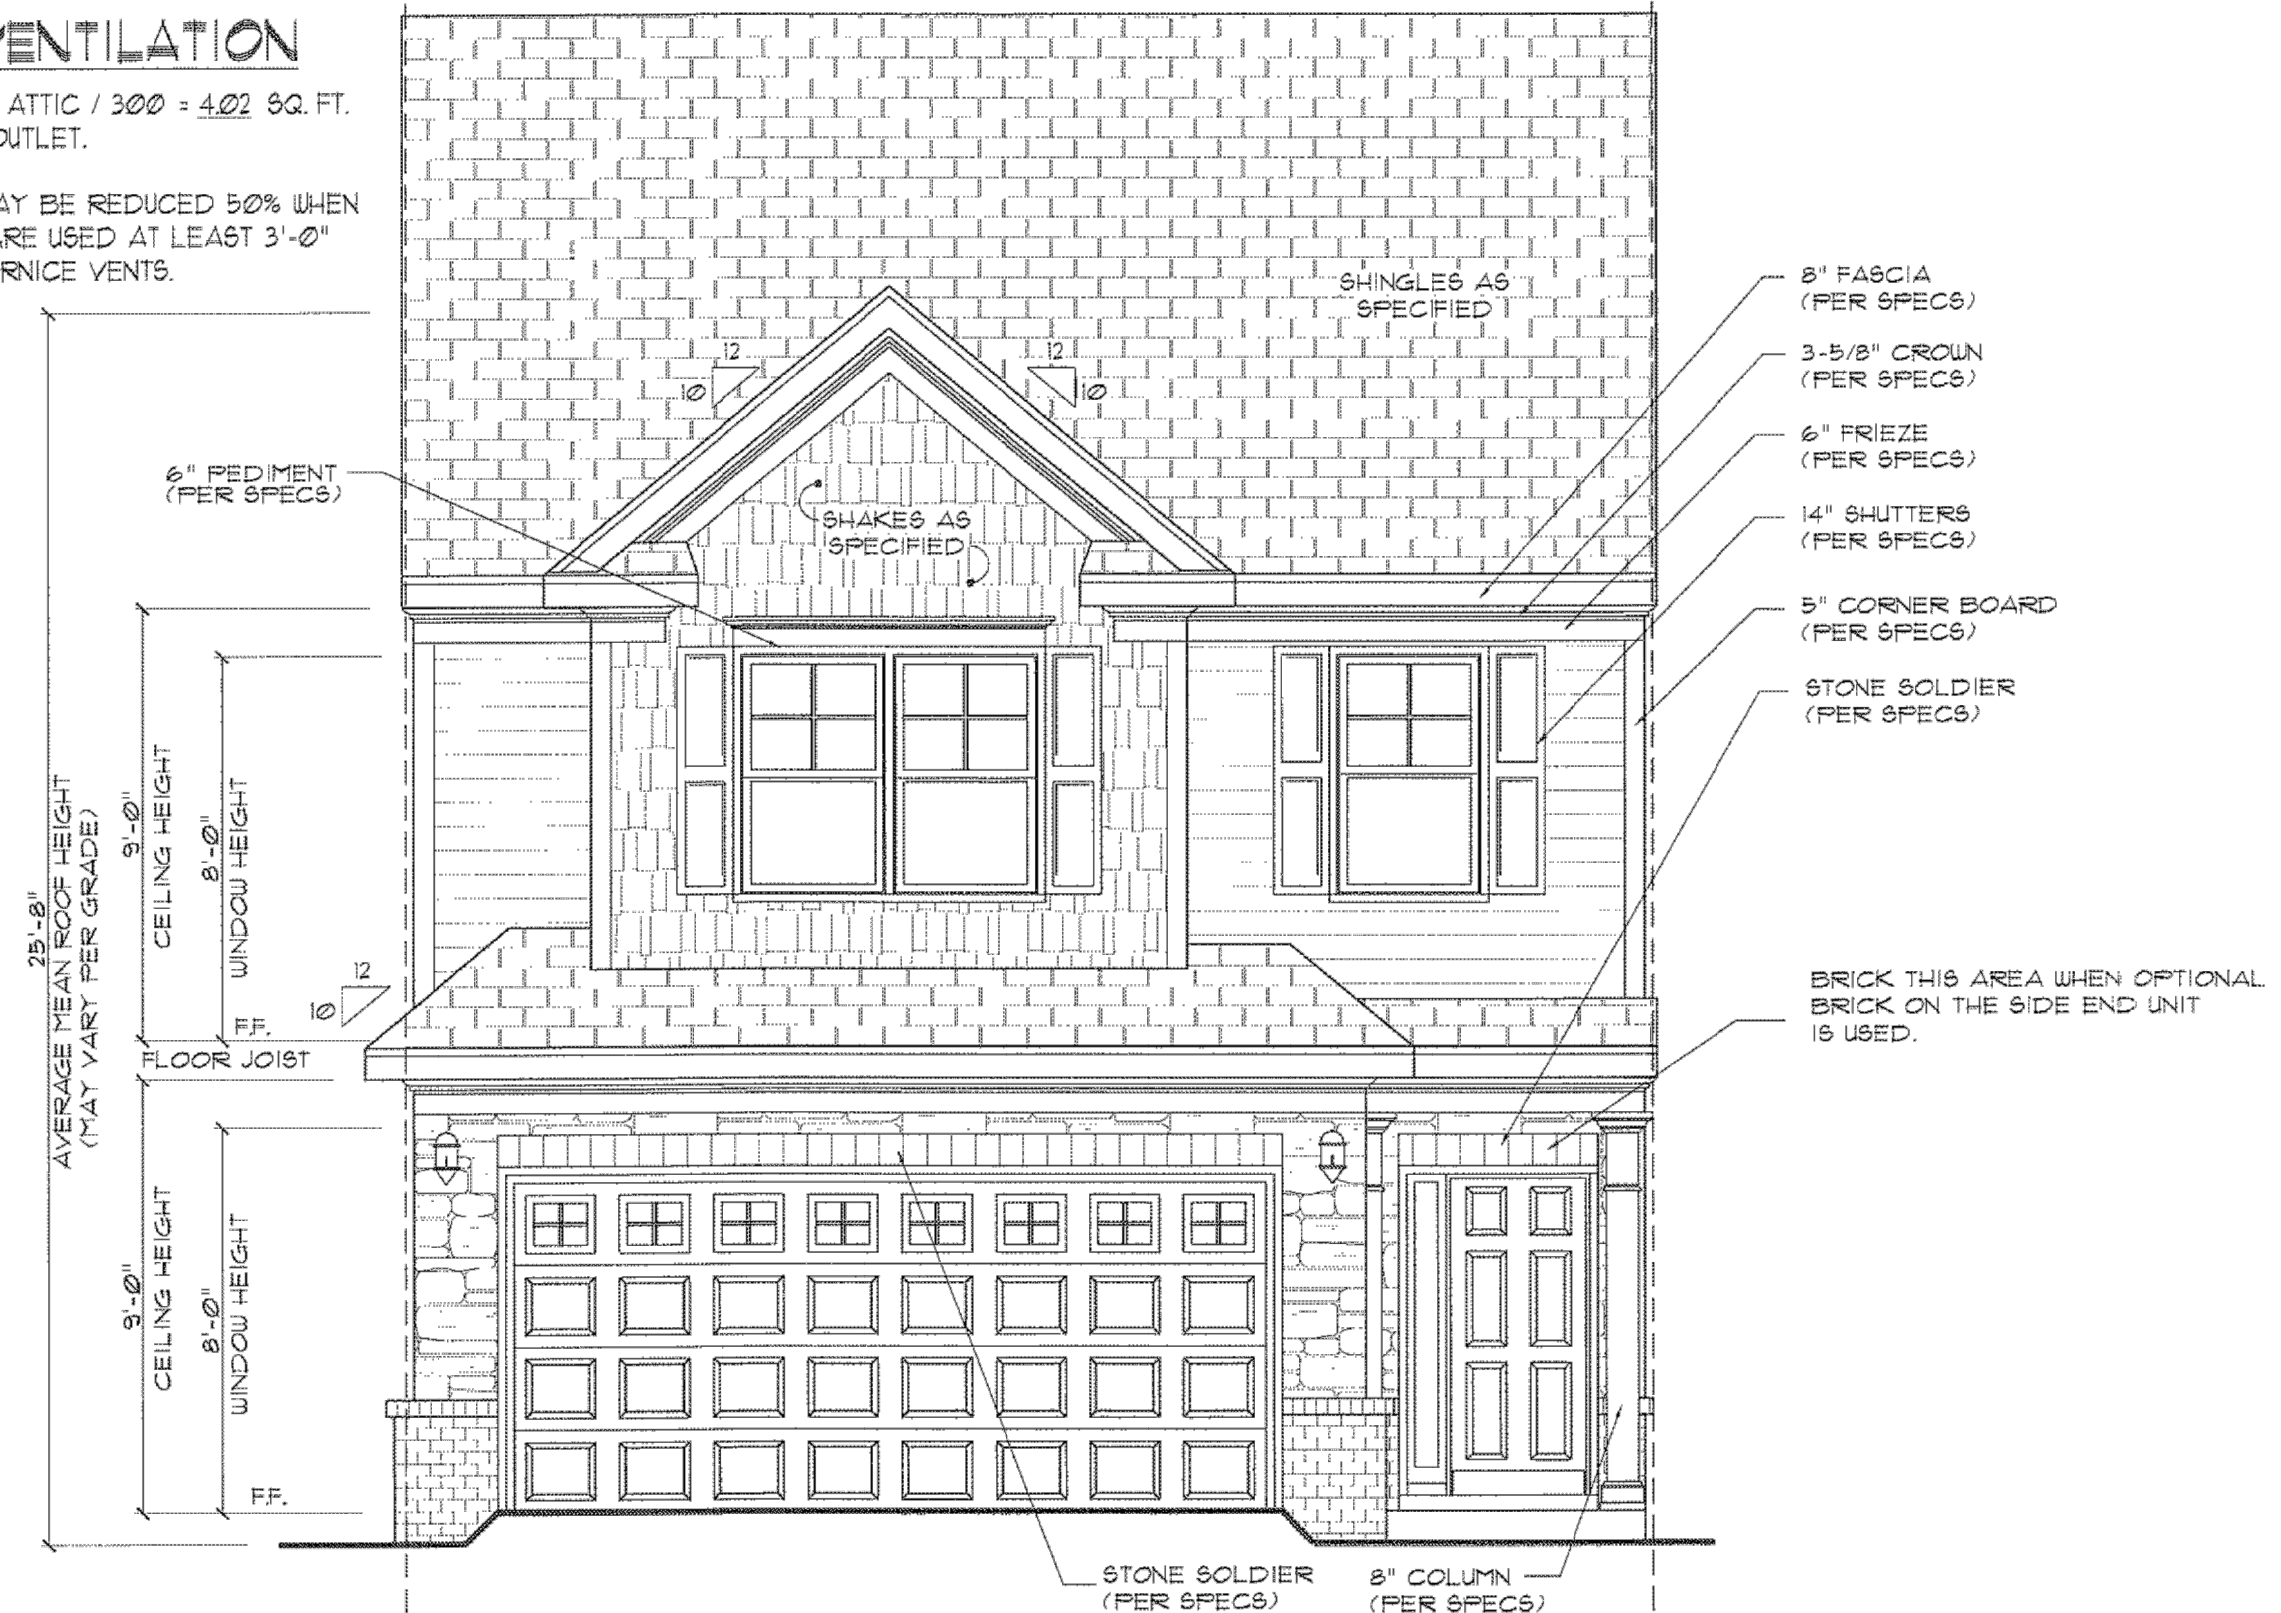 VENTILATION
ATTIC / 300 = 4.02 SQ. FT.
OUTLET.
AY BE REDUCED 50% WHEN
ARE USED AT LEAST 3'-0"
RNICE VENTS.
SHINGLES AS
SPECIFIED
12
10
12
10
6" PEDIMENT
(PER SPECS)
SHAKES AS
SPECIFIED
8" FASCIA
(PER SPECS)
3-5/8" CROWN
(PER SPECS)
6" FRIEZE
(PER SPECS)
14" SHUTTERS
(PER SPECS)
5" CORNER BOARD
(PER SPECS)
STONE SOLDIER
(PER SPECS)
25'-8"
AVERAGE MEAN ROOF HEIGHT
(MAY VARY PER GRADE)
9'-0"
CEILING HEIGHT
8'-0"
WINDOW HEIGHT
12
10
F.F.
FLOOR JOIST
BRICK THIS AREA WHEN OPTIONAL
BRICK ON THE SIDE END UNIT
IS USED.
9'-0"
CEILING HEIGHT
8'-0"
WINDOW HEIGHT
F.F.
STONE SOLDIER
(PER SPECS)
8" COLUMN
(PER SPECS)